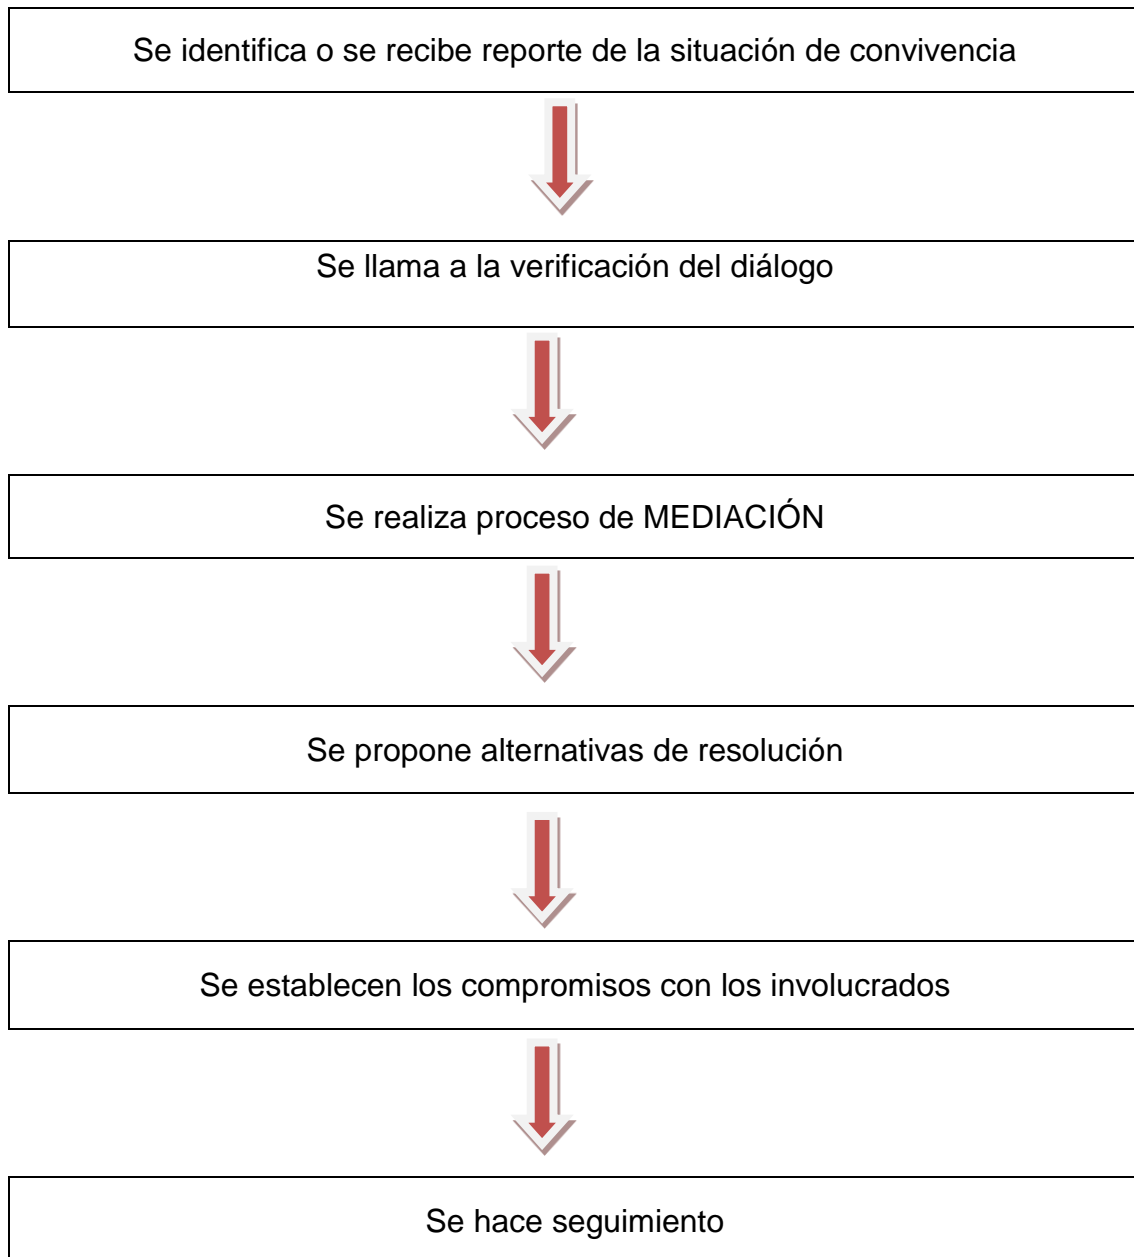 Se identifica o se recibe reporte de la situación de convivencia
Se llama a la verificación del diálogo
Se realiza proceso de MEDIACIÓN
Se propone alternativas de resolución
Se establecen los compromisos con los involucrados
Se hace seguimiento